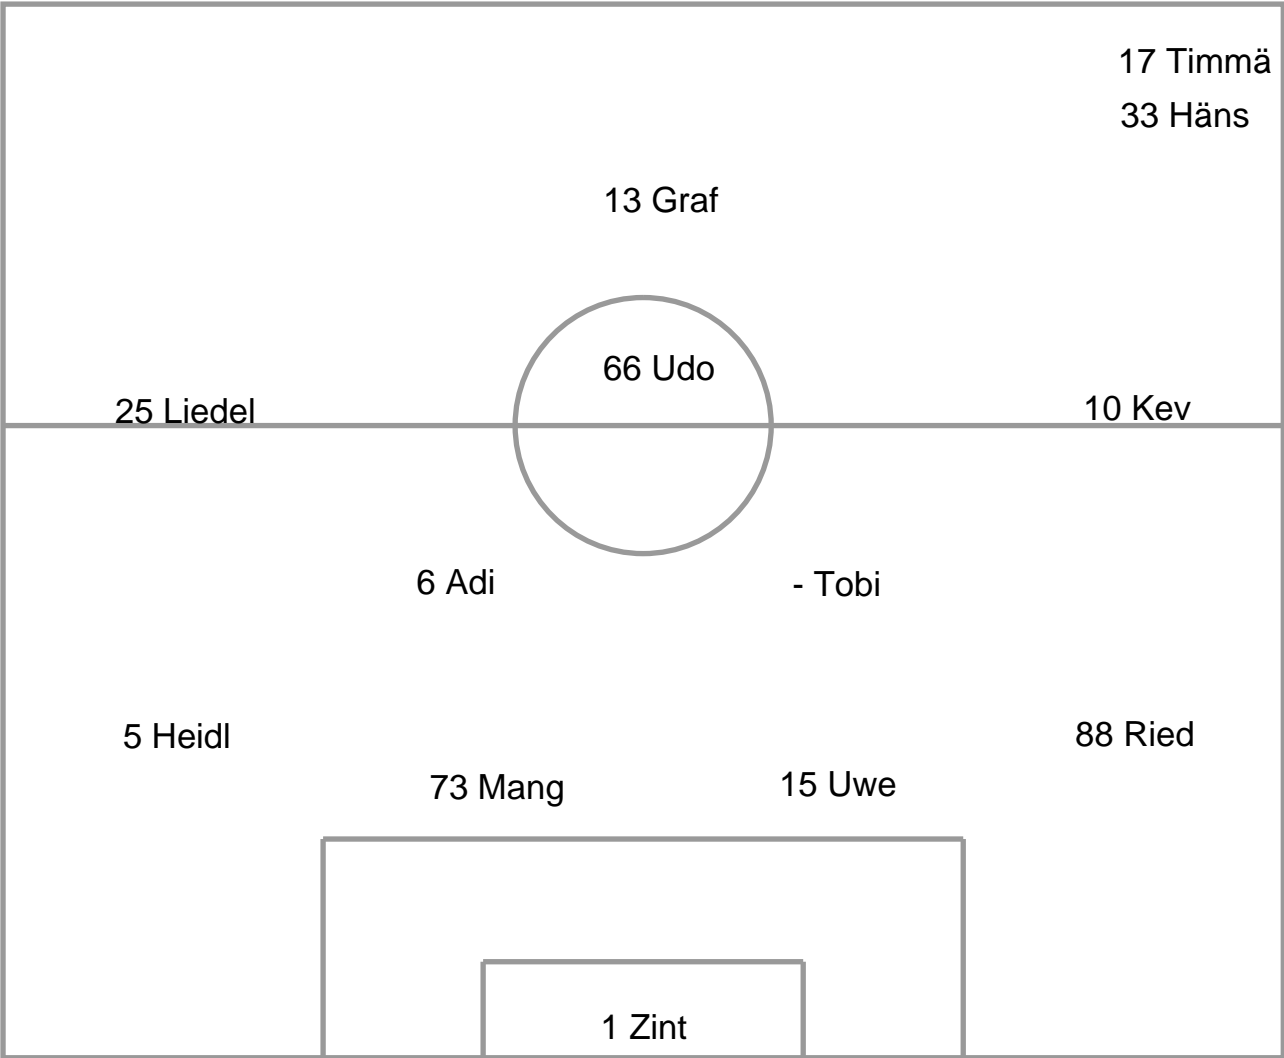 17 Timmä
33 Häns
13 Graf
66 Udo
25 Liedel
10 Kev
6 Adi
- Tobi
5 Heidl
88 Ried
73 Mang
15 Uwe
1 Zint